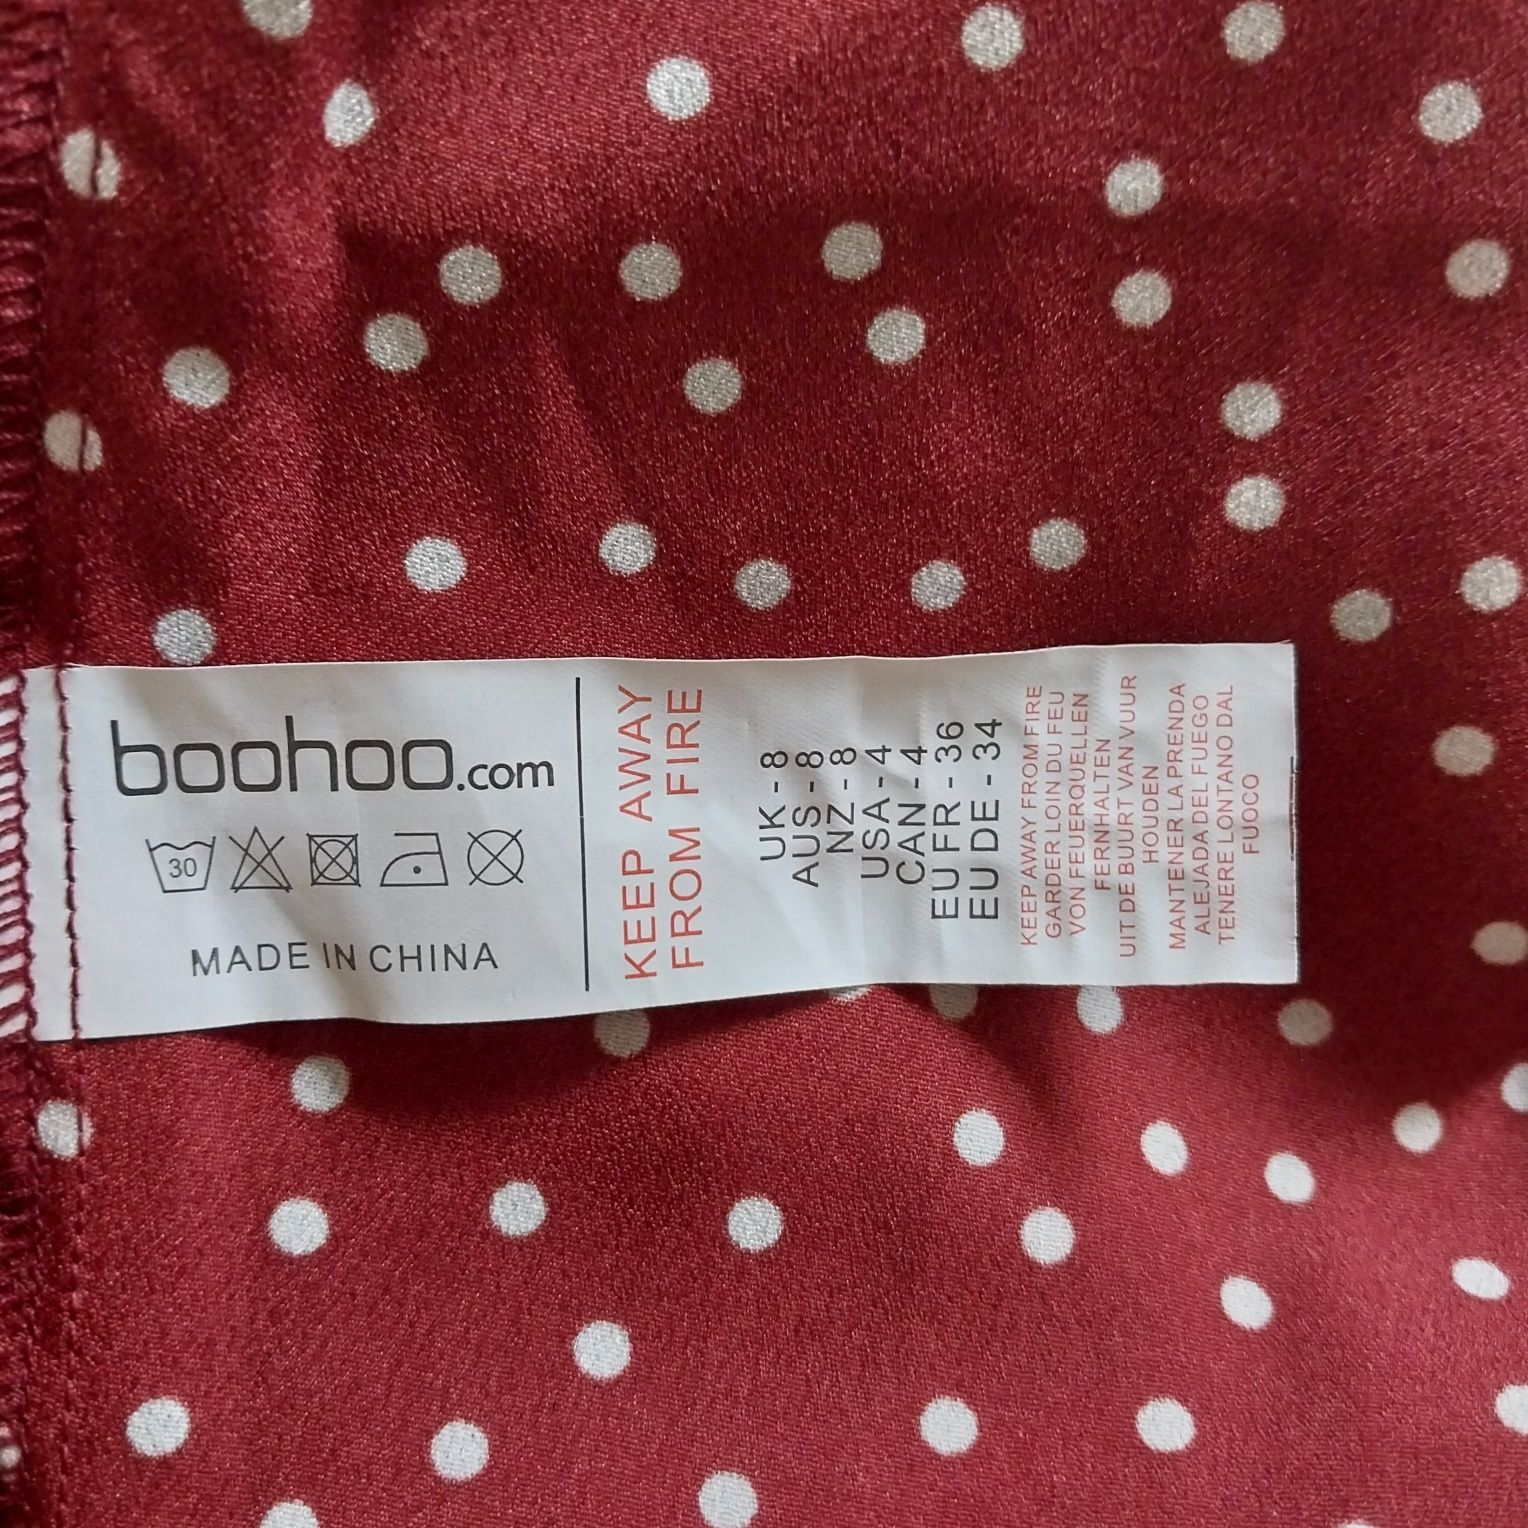 boohoo.com
30
MADE IN CHINA
KEEP AWAY
FROM FIRE
UK - 8
AUS - 8
NZ - 8
USA - 4
CAN - 4
EU FR - 36
EU DE - 34
KEEP AWAY FROM FIRE
GARDER LOIN DU FEU
VON FEUERQUELLEN
FERNHALTEN
UIT DE BUURT VAN VUUR
HOUDEN
MANTENER LA PRENDA
ALEJADA DEL FUEGO
TENERE LONTANO DAL
FUOCO